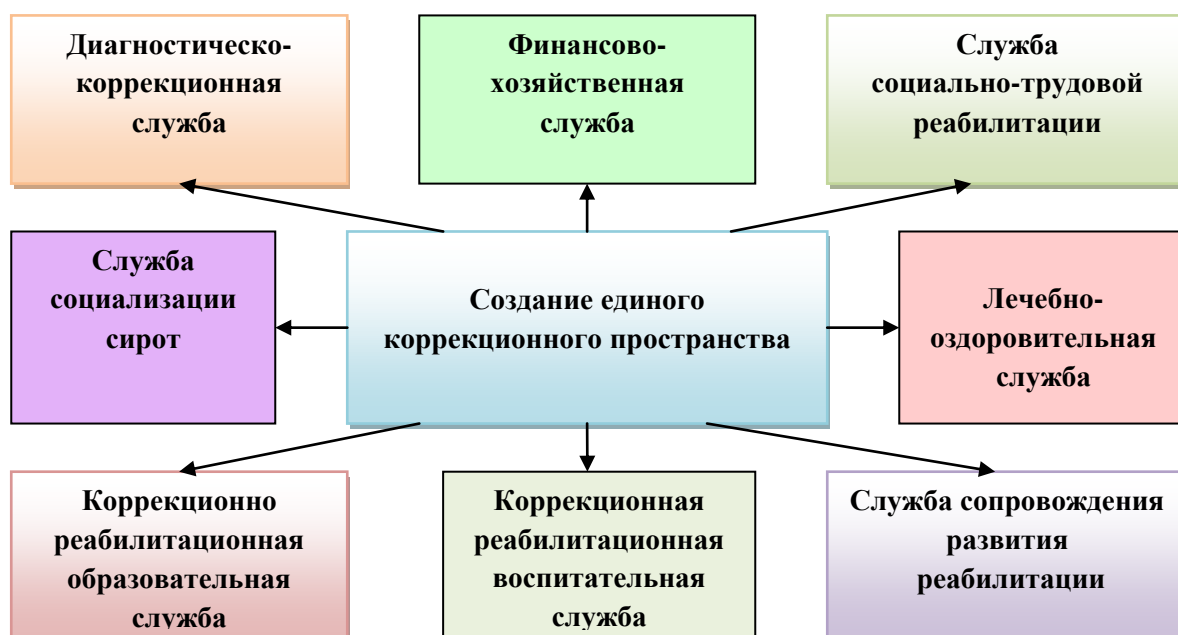 Диагностическо-
коррекционная
служба
Финансово-
хозяйственная
служба
Служба
социально-трудовой
реабилитации
Служба
социализации
сирот
Создание единого
коррекционного пространства
Лечебно-
оздоровительная
служба
Коррекционно
реабилитационная
образовательная
служба
Коррекционная
реабилитационная
воспитательная
служба
Служба сопровождения
развития
реабилитации